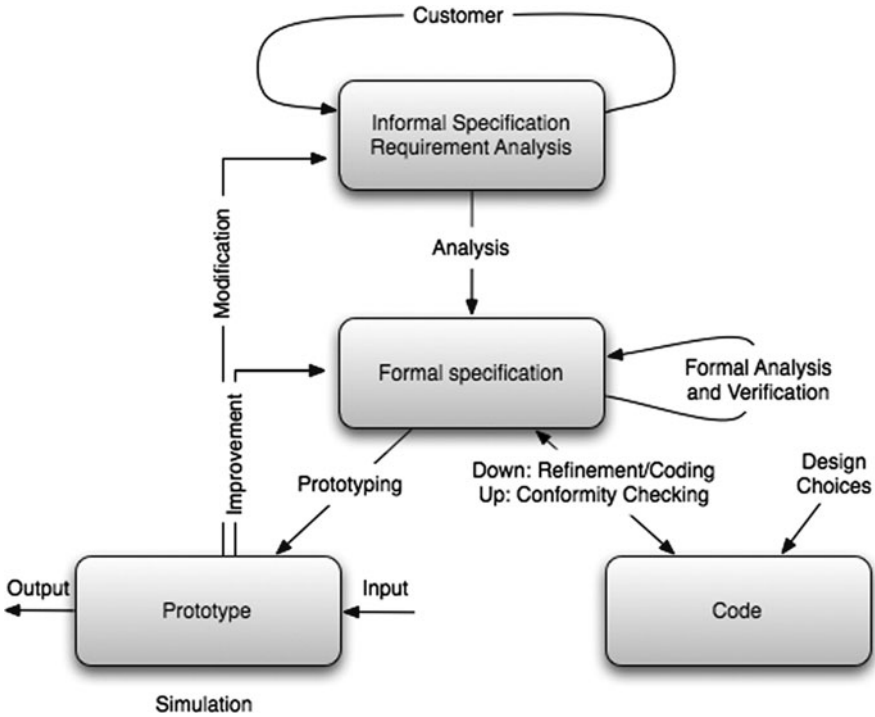 Customer
Informal Specification
Requirement Analysis
Modification
Analysis
Formal specification
Formal Analysis
and Verification
Improvement
Prototyping
Down: Refinement/Coding
Up: Conformity Checking
Design
Choices
Output
Prototype
Input
Code
Simulation